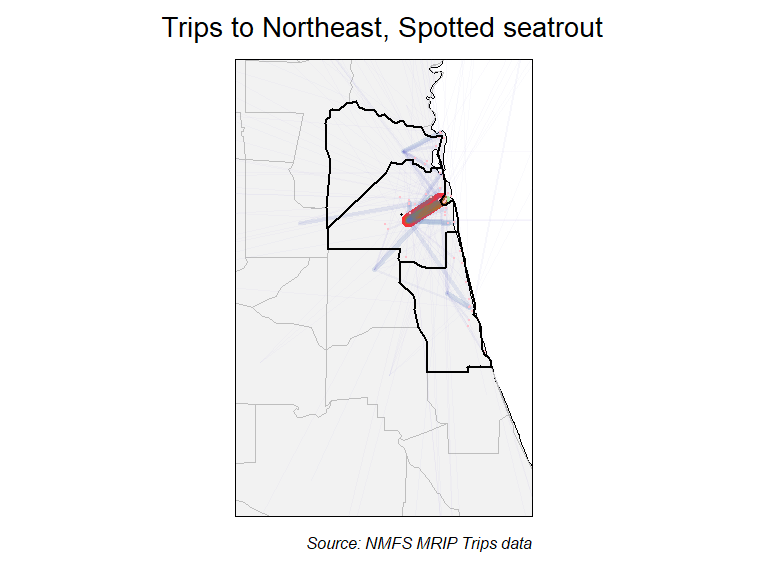 Trips to Northeast, Spotted seatrout
Source: NMFS MRIP Trips data